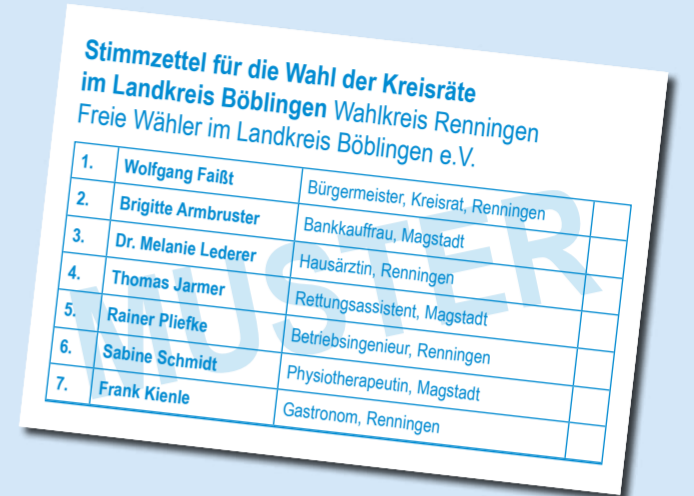 Stimmzettel für die Wahl der Kreisräte
im Landkreis Böblingen Wahlkreis Renningen
Freie Wähler im Landkreis Böblingen e.V.
1. Wolfgang Faißt Bürgermeister, Kreisrat, Renningen
2. Brigitte Armbruster Bankkauffrau, Magstadt
3. Dr. Melanie Lederer Hausärztin, Renningen
4. Thomas Jarmer Rettungsassistent, Magstadt
5. Rainer Pliefke Betriebsingenieur, Renningen
6. Sabine Schmidt Physiotherapeutin, Magstadt
7. Frank Kienle Gastronom, Renningen
MUSTER